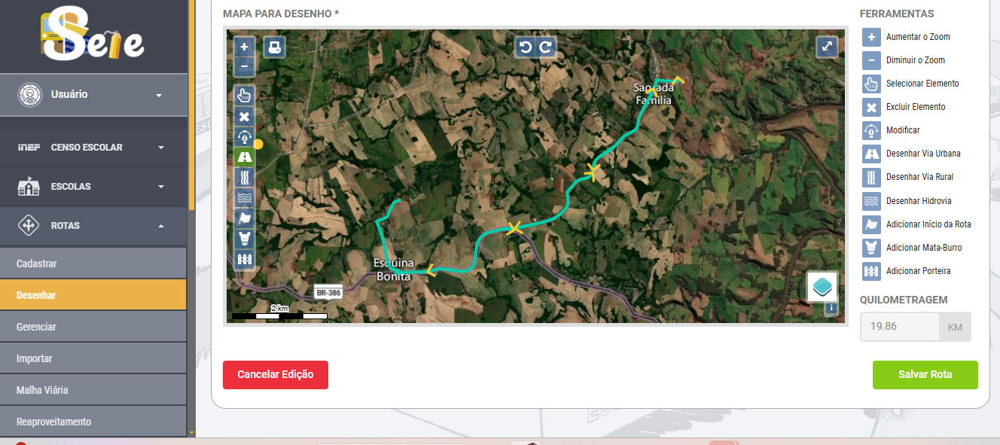 Sete
Usuário
inep CENSO ESCOLAR
ESCOLAS
ROTAS
Cadastrar
Desenhar
Gerenciar
Importar
Malha Viária
Reaproveitamento
MAPA PARA DESENHO *
Sagrada
Família
Esquina
Bonita
BR-386
2 km
i
FERRAMENTAS
Aumentar o Zoom
Diminuir o Zoom
Selecionar Elemento
Excluir Elemento
Modificar
Desenhar Via Urbana
Desenhar Via Rural
Desenhar Hidrovia
Adicionar Início da Rota
Adicionar Mata-Burro
Adicionar Porteira
QUILOMETRAGEM
19.86 KM
Cancelar Edição
Salvar Rota